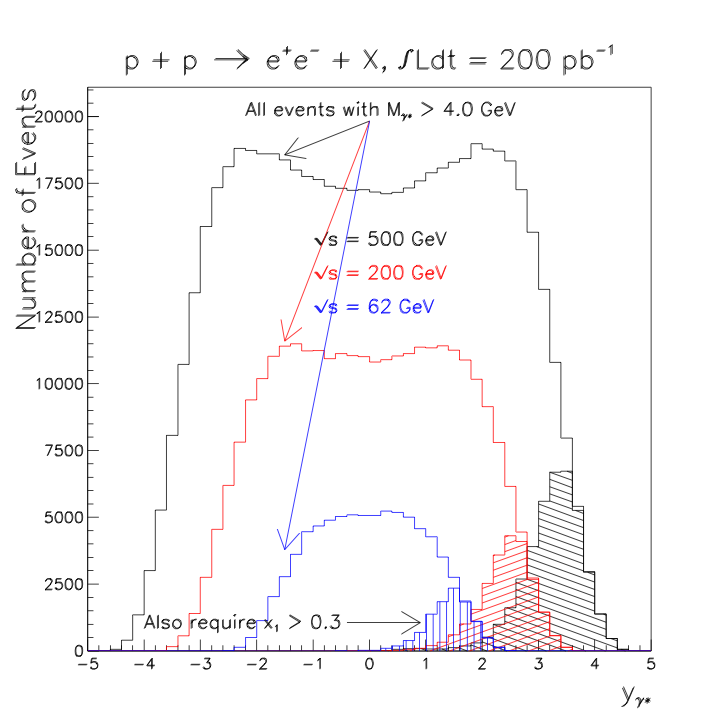 p + p → e⁺e⁻ + X, ∫Ldt = 200 pb⁻¹
Number of Events
20000
17500
15000
12500
10000
7500
5000
2500
0
All events with Mᵧ* > 4.0 GeV
√s = 500 GeV
√s = 200 GeV
√s = 62 GeV
Also require x₁ > 0.3
−5 −4 −3 −2 −1 0 1 2 3 4 5
yᵧ*